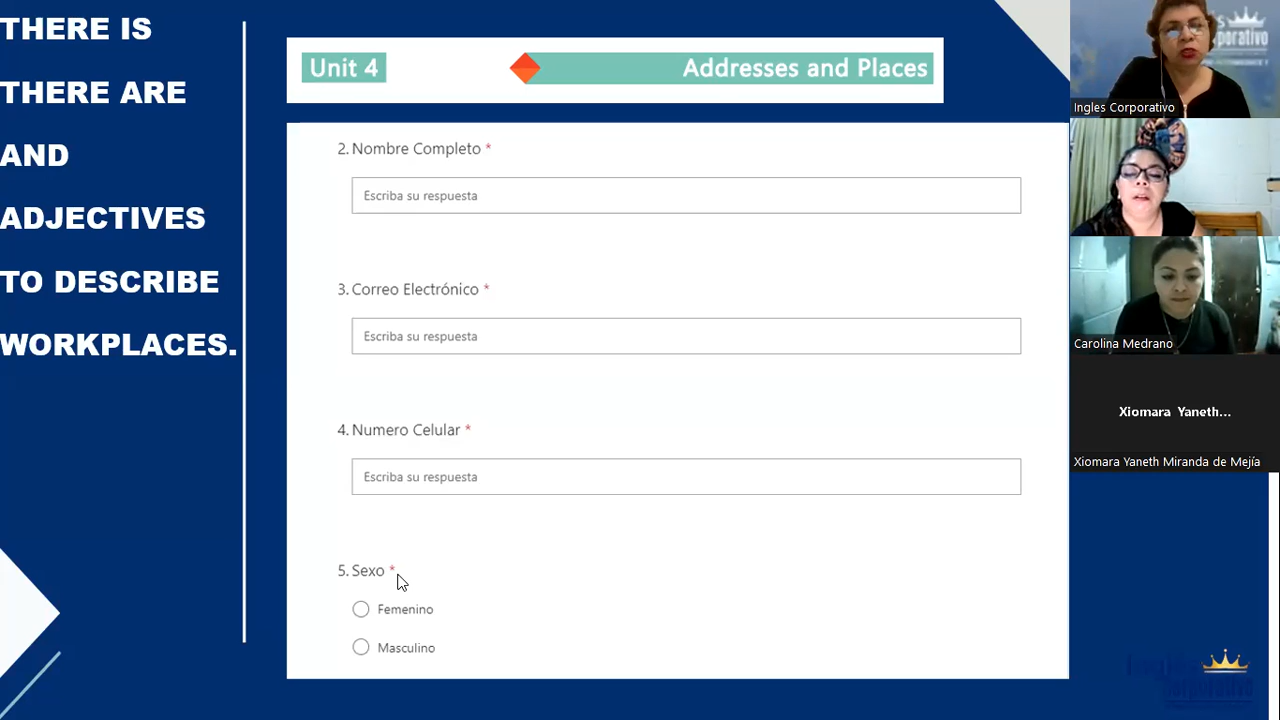 THERE IS
THERE ARE
AND
ADJECTIVES
TO DESCRIBE
WORKPLACES.
Unit 4
Addresses and Places
2. Nombre Completo *
Escriba su respuesta
3. Correo Electrónico *
Escriba su respuesta
4. Numero Celular *
Escriba su respuesta
5. Sexo *
Femenino
Masculino
Ingles Corporativo
Carolina Medrano
Xiomara Yaneth...
Xiomara Yaneth Miranda de Mejía